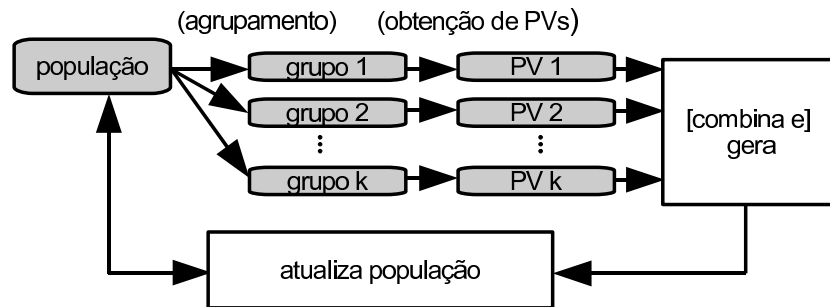 (agrupamento) (obtenção de PVs)
população
grupo 1
PV 1
grupo 2
PV 2
[combina e]
gera
grupo k
PV k
atualiza população